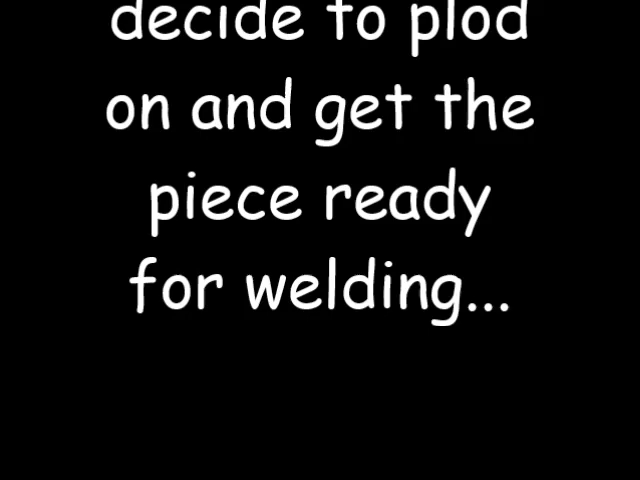 decide to plod
on and get the
piece ready
for welding...